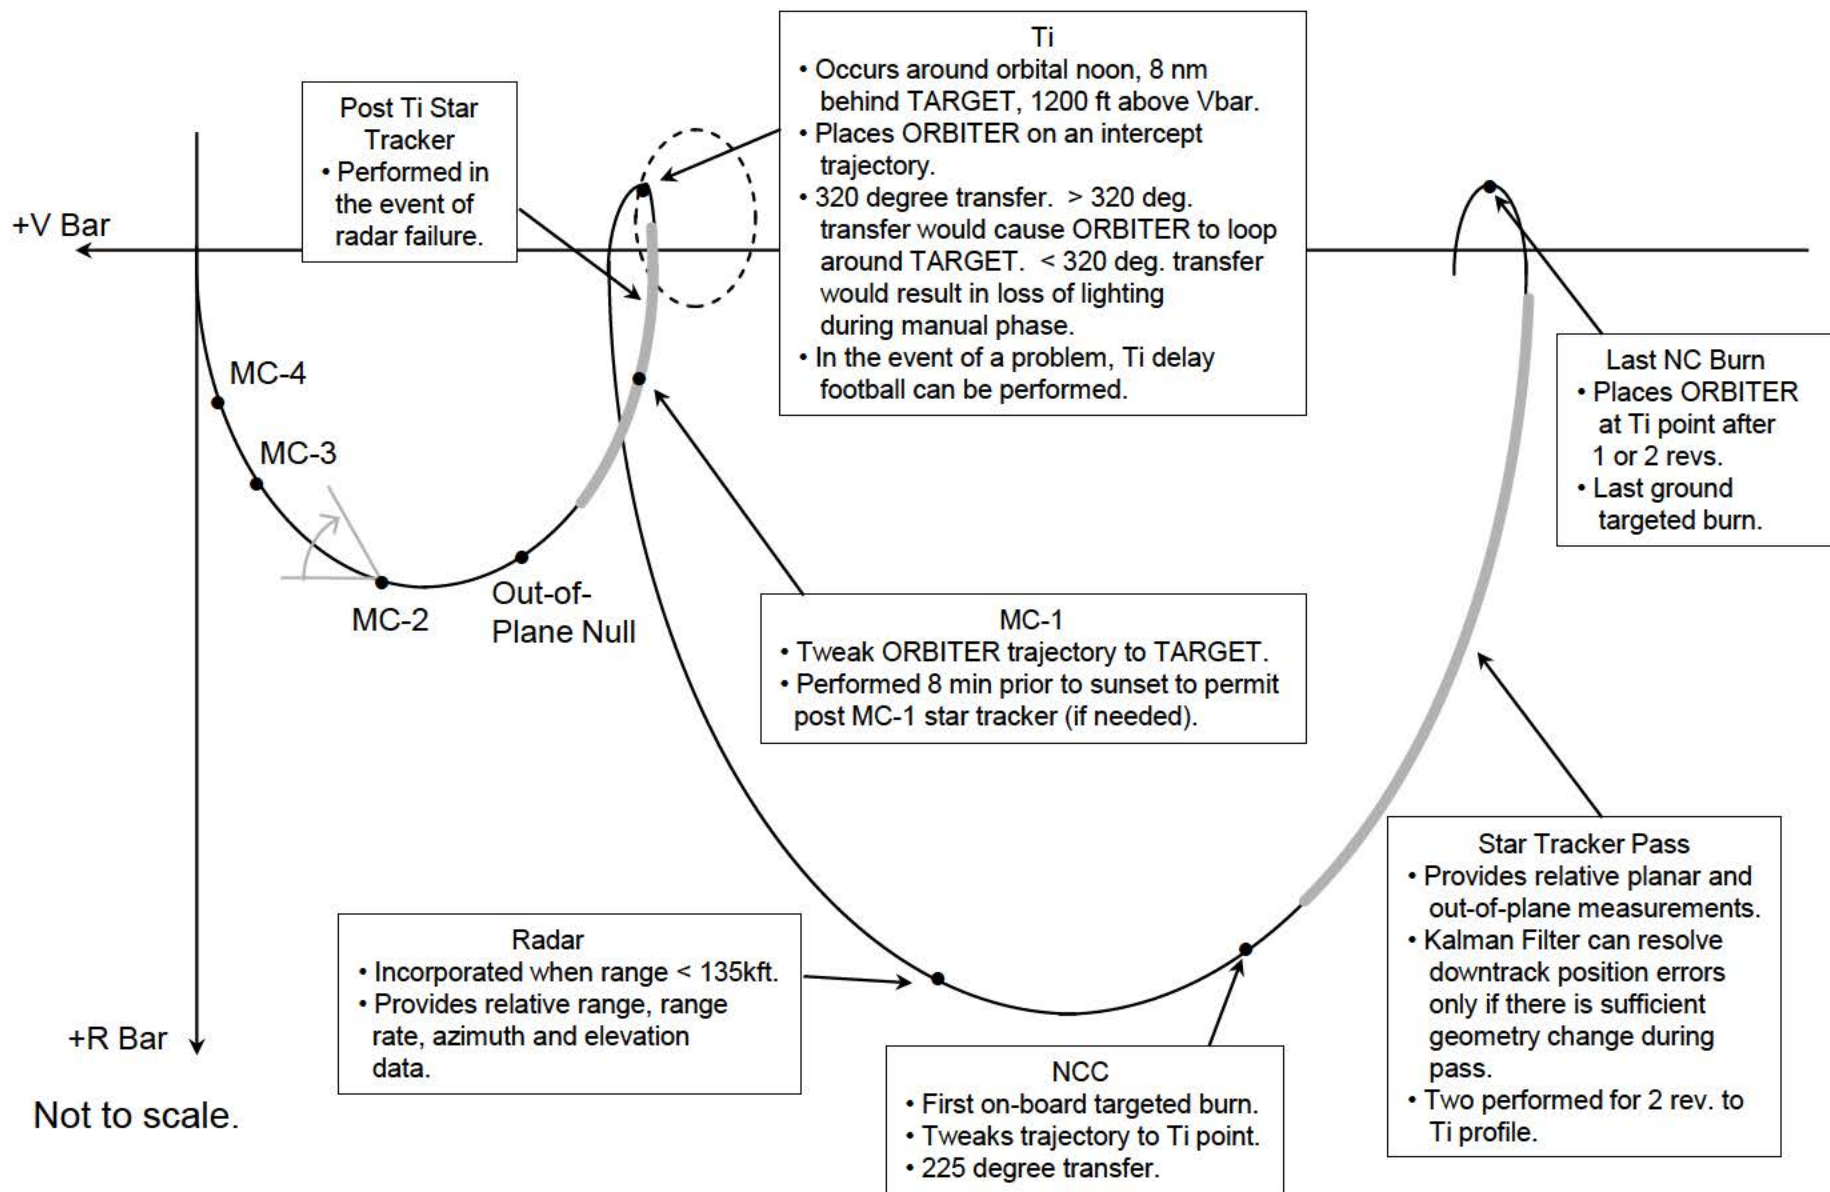 Ti
• Occurs around orbital noon, 8 nm
behind TARGET, 1200 ft above Vbar.
• Places ORBITER on an intercept
trajectory.
• 320 degree transfer. > 320 deg.
transfer would cause ORBITER to loop
around TARGET. < 320 deg. transfer
would result in loss of lighting
during manual phase.
• In the event of a problem, Ti delay
football can be performed.
Post Ti Star
Tracker
• Performed in
the event of
radar failure.
+V Bar
Last NC Burn
• Places ORBITER
at Ti point after
1 or 2 revs.
• Last ground
targeted burn.
MC-4
MC-3
MC-2
Out-of-
Plane Null
MC-1
• Tweak ORBITER trajectory to TARGET.
• Performed 8 min prior to sunset to permit
post MC-1 star tracker (if needed).
Star Tracker Pass
• Provides relative planar and
out-of-plane measurements.
• Kalman Filter can resolve
downtrack position errors
only if there is sufficient
geometry change during
pass.
• Two performed for 2 rev. to
Ti profile.
Radar
• Incorporated when range < 135kft.
• Provides relative range, range
rate, azimuth and elevation
data.
+R Bar
NCC
• First on-board targeted burn.
• Tweaks trajectory to Ti point.
• 225 degree transfer.
Not to scale.